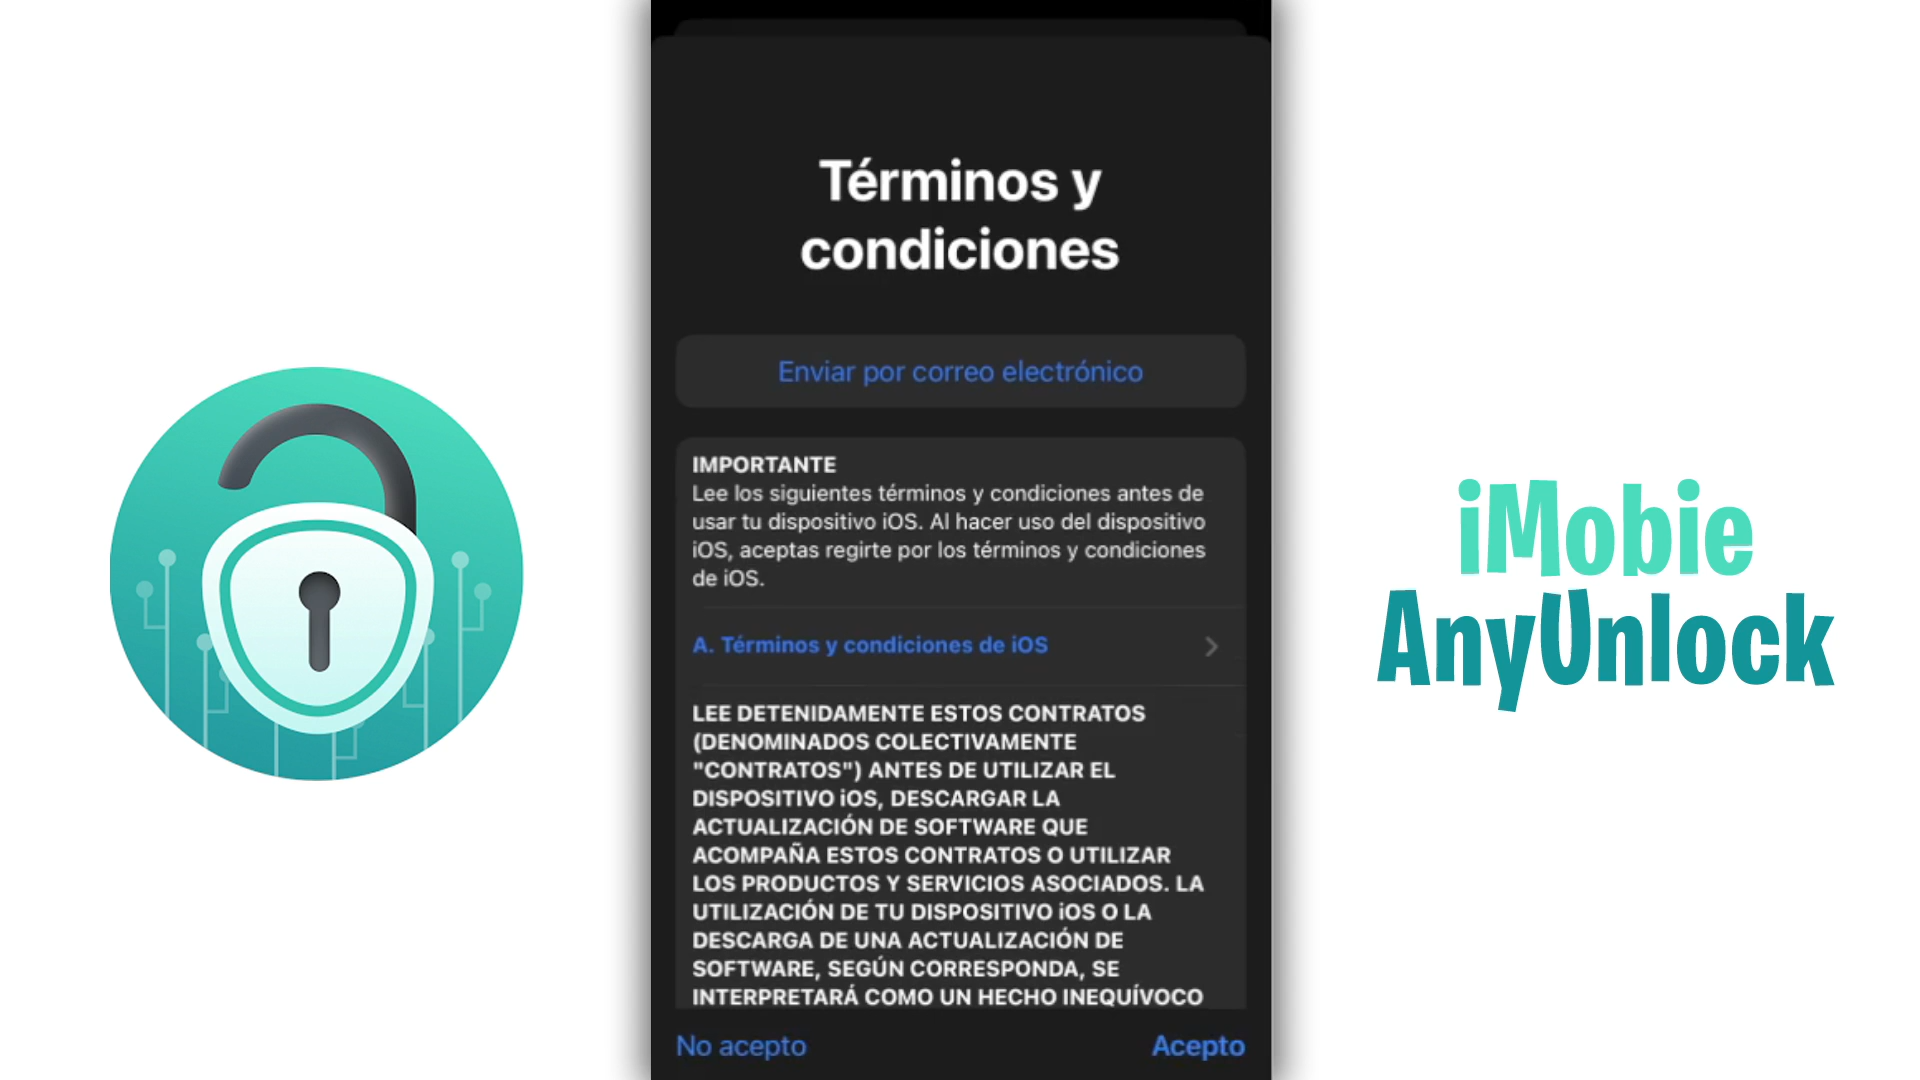 Términos y
condiciones
Enviar por correo electrónico
IMPORTANTE
Lee los siguientes términos y condiciones antes de
usar tu dispositivo iOS. Al hacer uso del dispositivo
iOS, aceptas regirte por los términos y condiciones
de iOS.
A. Términos y condiciones de iOS
LEE DETENIDAMENTE ESTOS CONTRATOS
(DENOMINADOS COLECTIVAMENTE
"CONTRATOS") ANTES DE UTILIZAR EL
DISPOSITIVO iOS, DESCARGAR LA
ACTUALIZACIÓN DE SOFTWARE QUE
ACOMPAÑA ESTOS CONTRATOS O UTILIZAR
LOS PRODUCTOS Y SERVICIOS ASOCIADOS. LA
UTILIZACIÓN DE TU DISPOSITIVO iOS O LA
DESCARGA DE UNA ACTUALIZACIÓN DE
SOFTWARE, SEGÚN CORRESPONDA, SE
INTERPRETARÁ COMO UN HECHO INEQUÍVOCO
No acepto
Acepto
iMobie
AnyUnlock